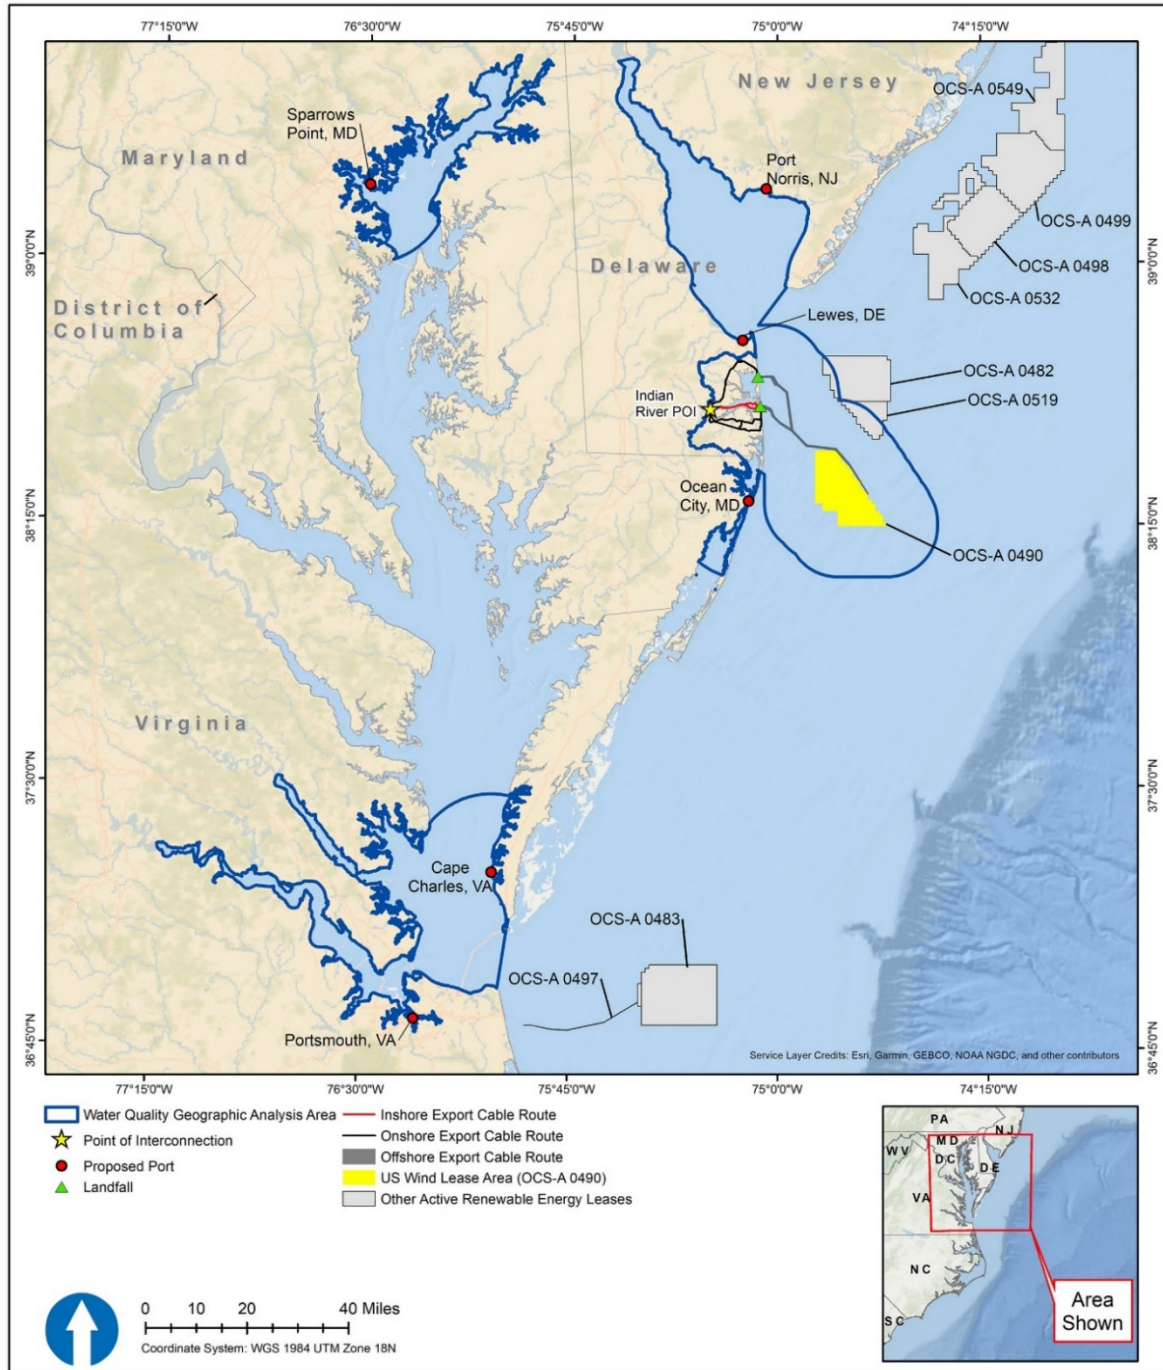 77°15'0"W
76°30'0"W
75°45'0"W
75°0'0"W
74°15'0"W
New Jersey
OCS-A 0549
Sparrows
Point, MD
Maryland
Port
Norris, NJ
OCS-A 0499
39°0'0"N
39°0'0"N
Delaware
OCS-A 0498
OCS-A 0532
District of
Columbia
Lewes, DE
OCS-A 0482
Indian
River POI
OCS-A 0519
Ocean
City, MD
38°15'0"N
38°15'0"N
OCS-A 0490
Virginia
37°30'0"N
37°30'0"N
Cape
Charles, VA
OCS-A 0483
OCS-A 0497
Portsmouth, VA
36°45'0"N
36°45'0"N
Service Layer Credits: Esri, Garmin, GEBCO, NOAA NGDC, and other contributors
77°15'0"W
76°30'0"W
75°45'0"W
75°0'0"W
74°15'0"W
Water Quality Geographic Analysis Area
Point of Interconnection
Proposed Port
Landfall
Inshore Export Cable Route
Onshore Export Cable Route
Offshore Export Cable Route
US Wind Lease Area (OCS-A 0490)
Other Active Renewable Energy Leases
0 10 20 40 Miles
Coordinate System: WGS 1984 UTM Zone 18N
PA
NJ
WV
MD
DC
DE
VA
NC
SC
Area
Shown